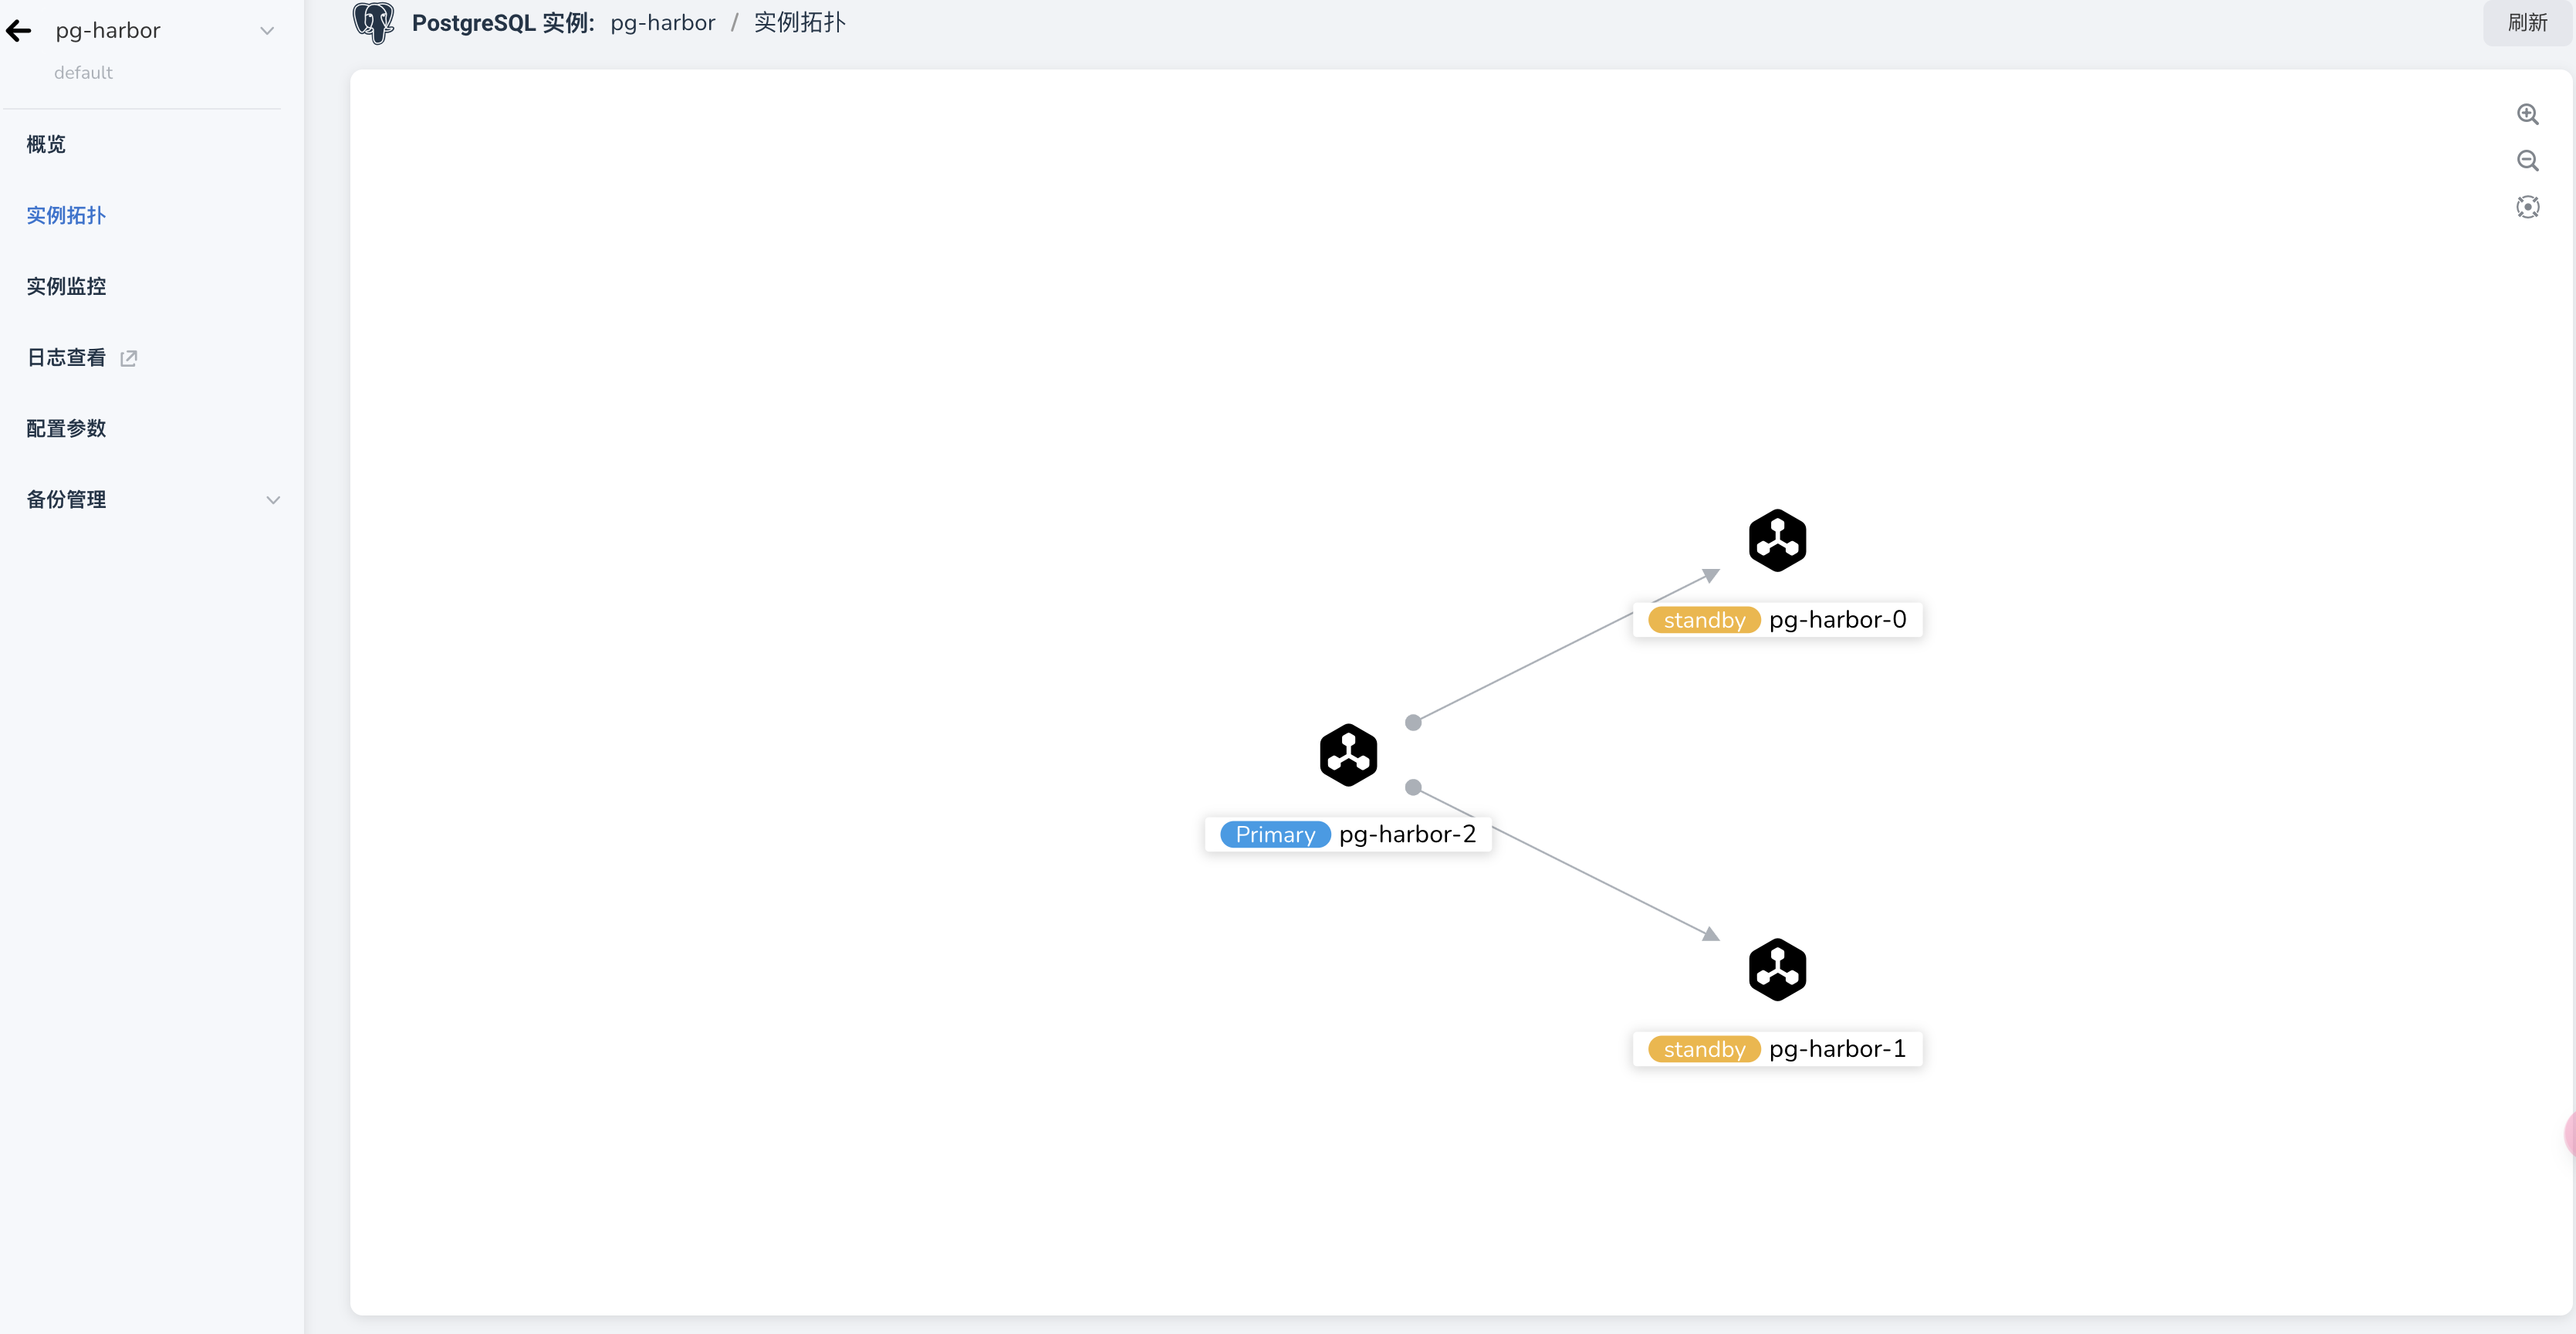 pg-harbor
default
概览
实例拓扑
实例监控
日志查看
配置参数
备份管理
PostgreSQL 实例: pg-harbor / 实例拓扑
刷新
standby pg-harbor-0
Primary pg-harbor-2
standby pg-harbor-1